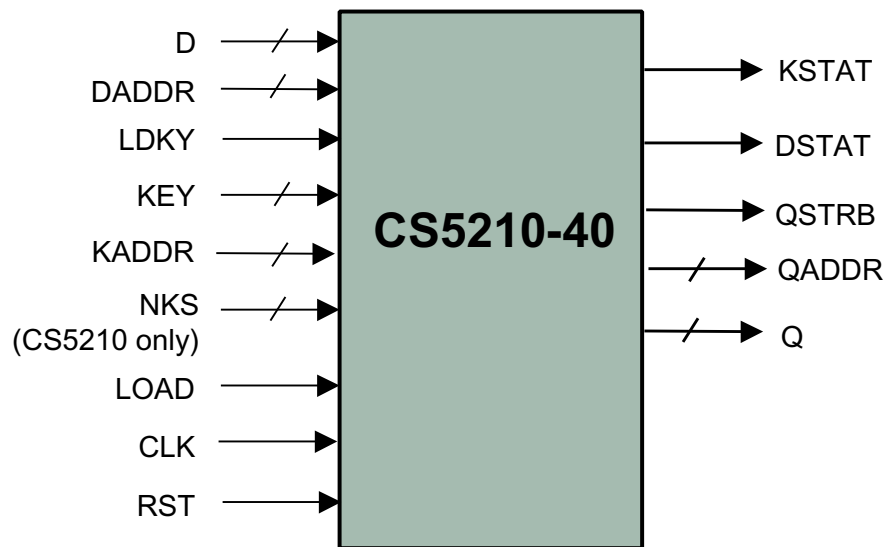 D
DADDR
LDKY
KEY
KADDR
NKS
(CS5210 only)
LOAD
CLK
RST
CS5210-40
KSTAT
DSTAT
QSTRB
QADDR
Q